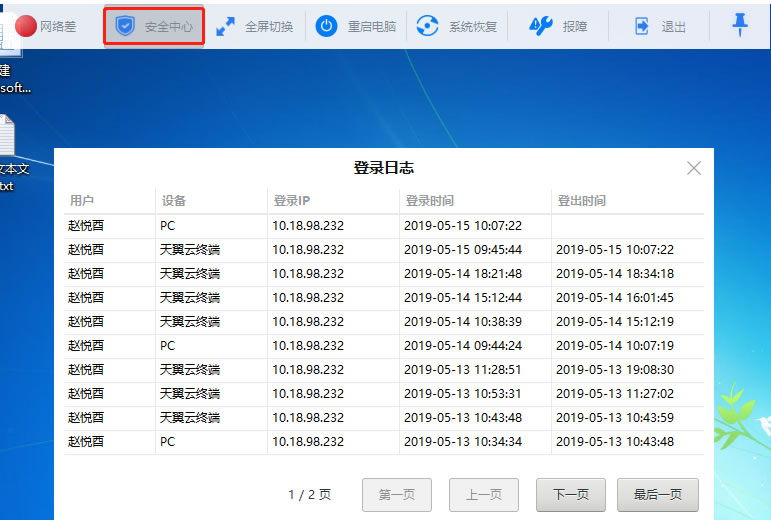 网络差 安全中心 全屏切换 重启电脑 系统恢复 报障 退出
建
soft...
文本文
txt
登录日志
用户 设备 登录IP 登录时间 登出时间
赵悦酉 PC 10.18.98.232 2019-05-15 10:07:22
赵悦酉 天翼云终端 10.18.98.232 2019-05-15 09:45:44 2019-05-15 10:07:22
赵悦酉 天翼云终端 10.18.98.232 2019-05-14 18:21:48 2019-05-14 18:34:18
赵悦酉 天翼云终端 10.18.98.232 2019-05-14 15:12:44 2019-05-14 16:01:45
赵悦酉 天翼云终端 10.18.98.232 2019-05-14 10:38:39 2019-05-14 15:12:19
赵悦酉 PC 10.18.98.232 2019-05-14 09:44:24 2019-05-14 10:07:19
赵悦酉 天翼云终端 10.18.98.232 2019-05-13 11:28:51 2019-05-13 19:08:30
赵悦酉 天翼云终端 10.18.98.232 2019-05-13 10:53:31 2019-05-13 11:27:02
赵悦酉 天翼云终端 10.18.98.232 2019-05-13 10:43:48 2019-05-13 10:43:59
赵悦酉 PC 10.18.98.232 2019-05-13 10:34:34 2019-05-13 10:43:48
1 / 2 页 第一页 上一页 下一页 最后一页